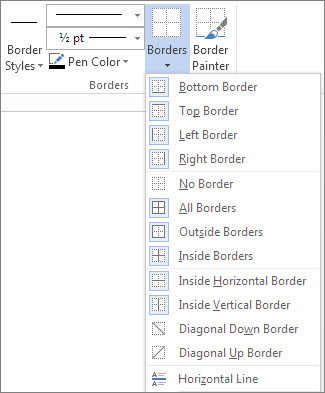 ½ pt
Border
Styles
Pen Color
Borders
Borders
Border
Painter
Bottom Border
Top Border
Left Border
Right Border
No Border
All Borders
Outside Borders
Inside Borders
Inside Horizontal Border
Inside Vertical Border
Diagonal Down Border
Diagonal Up Border
Horizontal Line